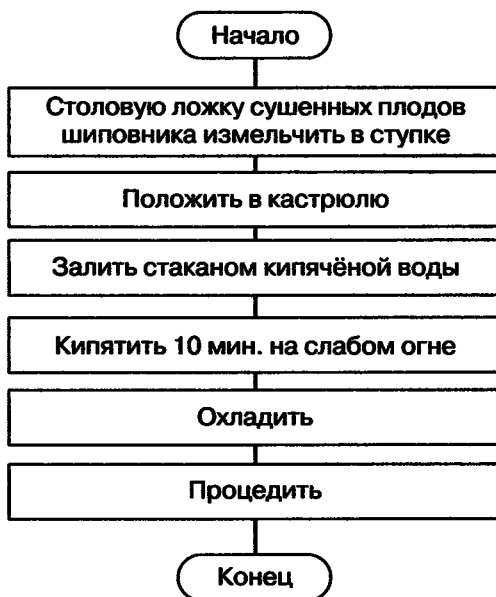 Начало
Столовую ложку сушенных плодов
шиповника измельчить в ступке
Положить в кастрюлю
Залить стаканом кипячёной воды
Кипятить 10 мин. на слабом огне
Охладить
Процедить
Конец